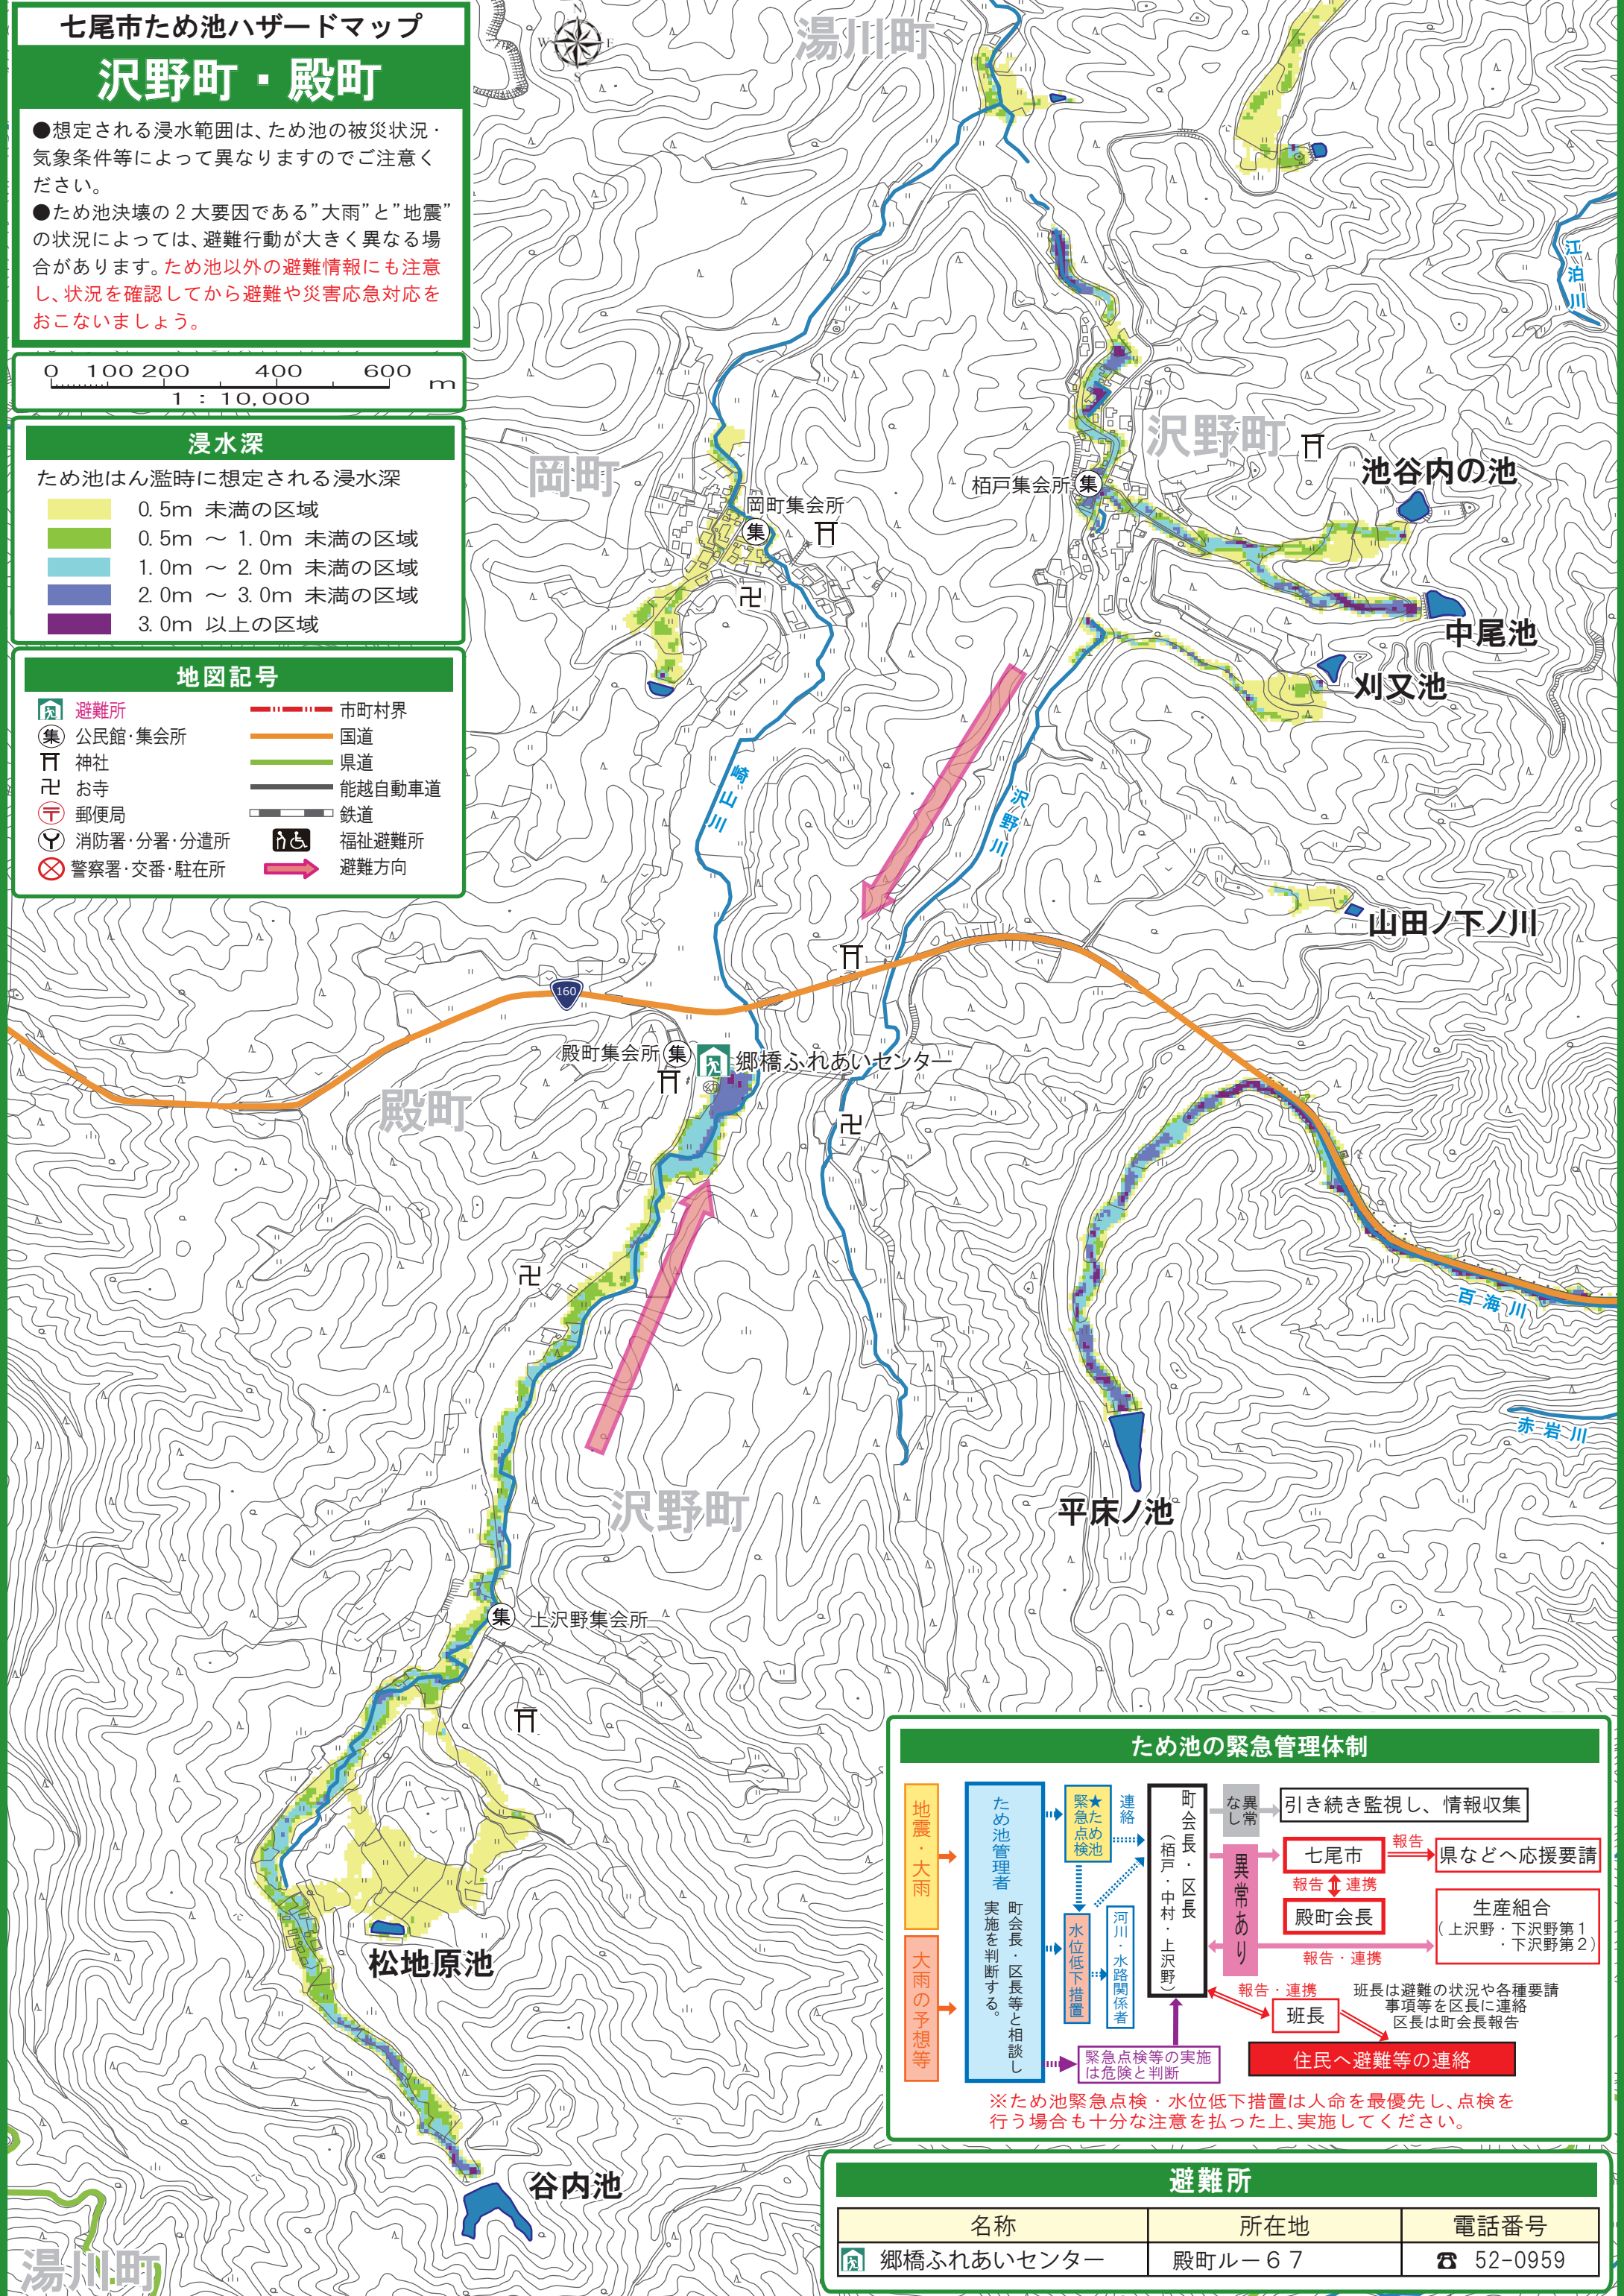 七尾市ため池ハザードマップ
沢野町・殿町
●想定される浸水範囲は、ため池の被災状況・
気象条件等によって異なりますのでご注意く
ださい。
●ため池決壊の2大要因である”大雨”と”地震”
の状況によっては、避難行動が大きく異なる場
合があります。ため池以外の避難情報にも注意
し、状況を確認してから避難や災害応急対応を
おこないましょう。
0 100 200 400 600 m
1 : 10,000
浸水深
ため池はん濫時に想定される浸水深
0.5m 未満の区域
0.5m ～ 1.0m 未満の区域
1.0m ～ 2.0m 未満の区域
2.0m ～ 3.0m 未満の区域
3.0m 以上の区域
地図記号
避難所
集 公民館・集会所
神社
卍 お寺
〒 郵便局
消防署・分署・分遣所
警察署・交番・駐在所
市町村界
国道
県道
能越自動車道
鉄道
福祉避難所
避難方向
N
W E
S
湯川町
江泊川
沢野町
岡町
池谷内の池
栢戸集会所 集
岡町集会所
集
卍
中尾池
刈又池
崎山川
沢野川
山田ノ下ノ川
160
殿町集会所 集
郷橋ふれあいセンター
殿町
卍
卍
百海川
赤岩川
平床ノ池
沢野町
集 上沢野集会所
松地原池
谷内池
湯川町
ため池の緊急管理体制
地震・大雨
大雨の予想等
ため池管理者
町会長・区長等と相談し
実施を判断する。
★ため池
緊急点検
連絡
水位低下措置
河川・水路関係者
緊急点検等の実施
は危険と判断
町会長・区長
（栢戸・中村・上沢野）
異常
なし
引き続き監視し、情報収集
異常あり
七尾市
報告
県などへ応援要請
報告 連携
殿町会長
生産組合
（上沢野・下沢野第1
・下沢野第2）
報告・連携
報告・連携
班長
班長は避難の状況や各種要請
事項等を区長に連絡
区長は町会長報告
住民へ避難等の連絡
※ため池緊急点検・水位低下措置は人命を最優先し、点検を
行う場合も十分な注意を払った上、実施してください。
避難所
名称 所在地 電話番号
郷橋ふれあいセンター 殿町ルー67 ☎ 52-0959